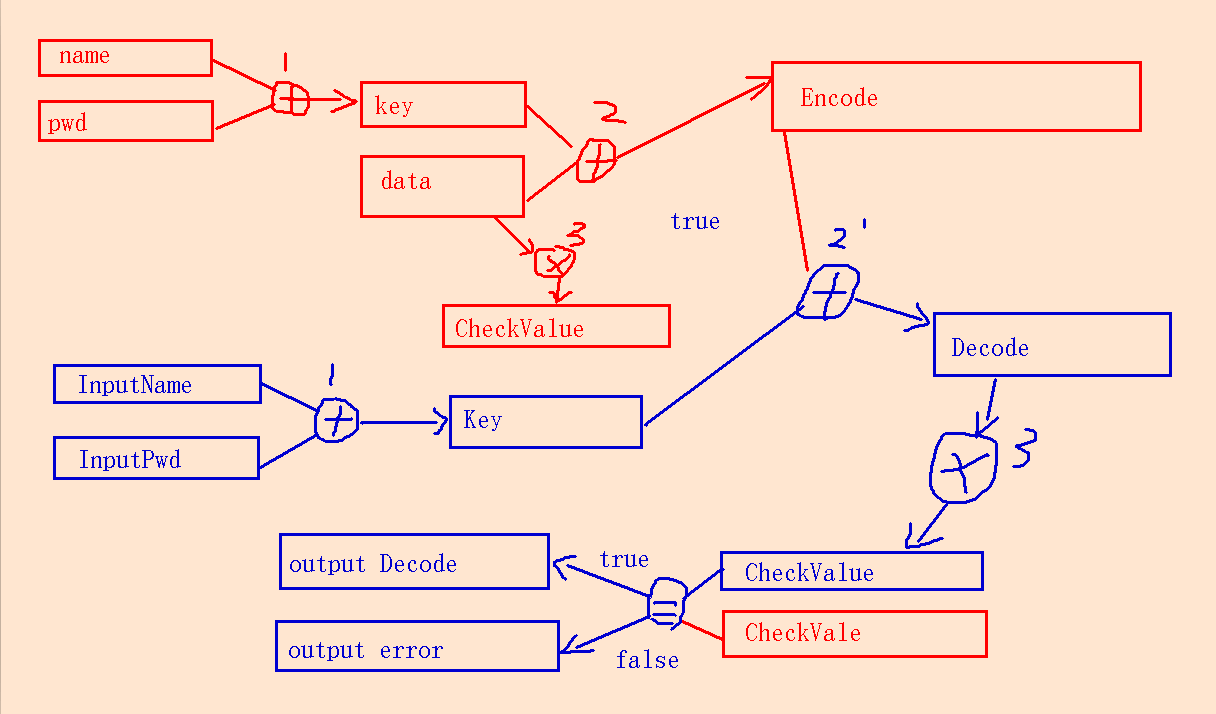 name
1
pwd
key
2
Encode
data
3
true
2'
CheckValue
Decode
InputName
1
Key
InputPwd
3
output Decode
true
CheckValue
CheckVale
output error
false